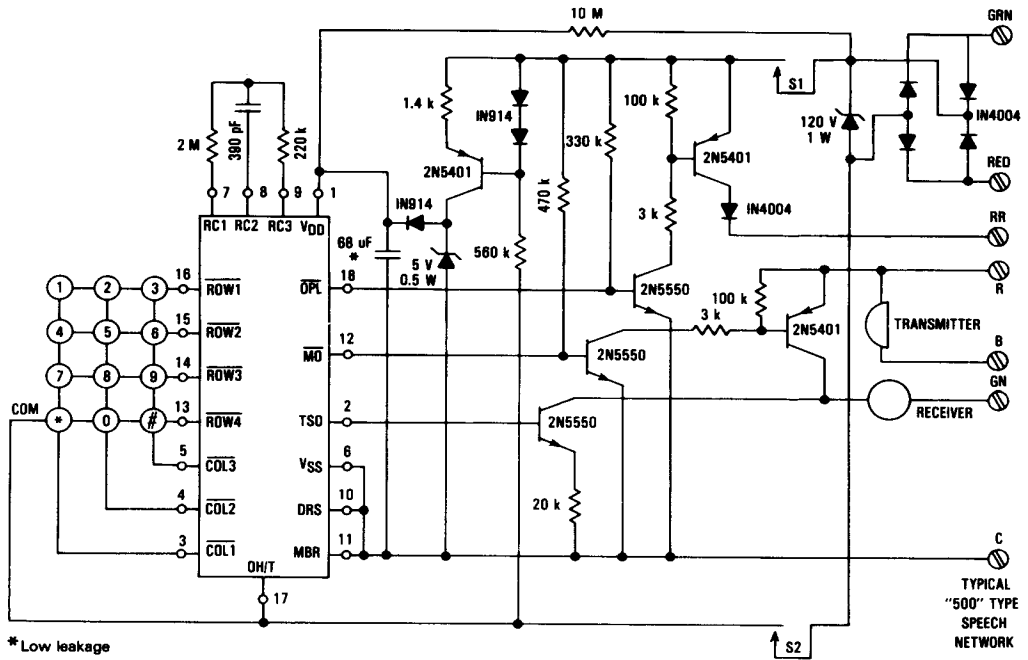 10 M
GRN
S1
1.4 k
IN914
100 k
120 V
1 W
IN4004
2 M
390 pF
220 k
2N5401
330 k
2N5401
RED
7
8
9
1
470 k
IN4004
RC1
RC2
RC3
VDD
IN914
3 k
RR
68 uF
*
560 k
16
1
2
3
ROW1
5 V
0.5 W
OPL
18
2N5550
100 k
R
15
4
5
6
ROW2
3 k
2N5401
TRANSMITTER
12
MO
2N5550
B
14
7
8
9
ROW3
COM
13
*
0
#
ROW4
2
TSO
2N5550
GN
RECEIVER
5
COL3
6
VSS
4
COL2
10
DRS
20 k
3
COL1
11
MBR
C
OH/T
17
TYPICAL
"500" TYPE
SPEECH
NETWORK
S2
*Low leakage